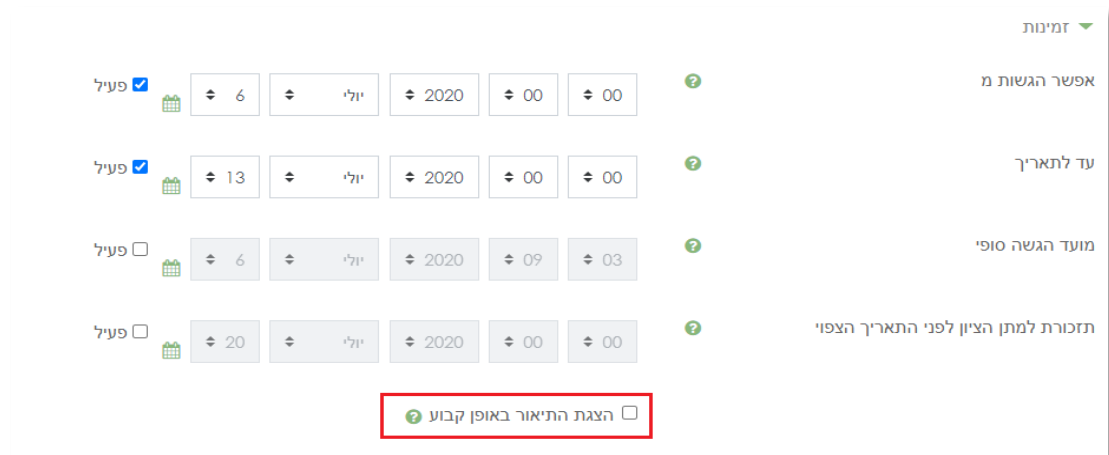 זמינות
אפשר הגשות מ 00 00 2020 יולי 6 פעיל
עד לתאריך 00 00 2020 יולי 13 פעיל
מועד הגשה סופי 03 09 2020 יולי 6 פעיל
תזכורת למתן הציון לפני התאריך הצפוי 00 00 2020 יולי 20 פעיל
הצגת התיאור באופן קבוע